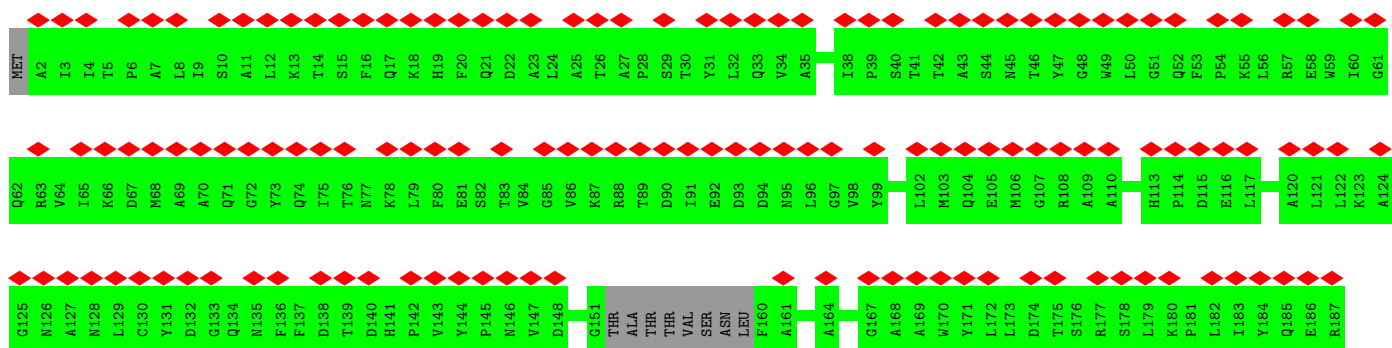 MET A2 I3 I4 T5 P6 A7 L8 I9 S10 A11 L12 K13 T14 S15 F16 Q17 K18 H19 F20 Q21 D22 A23 L24 A25 T26 A27 P28 S29 T30 Y31 L32 Q33 V34 A35 I38 P39 S40 T41 T42 A43 S44 N45 T46 Y47 G48 W49 L50 G51 Q52 F53 P54 K55 L56 R57 E58 W59 I60 G61
Q62 R63 V64 I65 K66 D67 M68 A69 A70 Q71 G72 Y73 Q74 I75 T76 N77 K78 L79 F80 E81 S82 T83 V84 G85 V86 K87 R88 T89 D90 I91 E92 D93 D94 N95 L96 G97 V98 Y99 L102 M103 Q104 E105 M106 G107 R108 A109 A110 H113 P114 D115 E116 L117 A120 L121 L122 K123 A124
G125 N126 A127 N128 L129 C130 Y131 D132 G133 Q134 N135 F136 F137 D138 T139 D140 H141 P142 V143 Y144 P145 N146 V147 D148 G151 THR ALA THR THR VAL SER ASN LEU F160 A161 A164 G167 A168 A169 W170 Y171 L172 L173 D174 T175 S176 R177 S178 L179 K180 P181 L182 I183 Y184 Q185 E186 R187